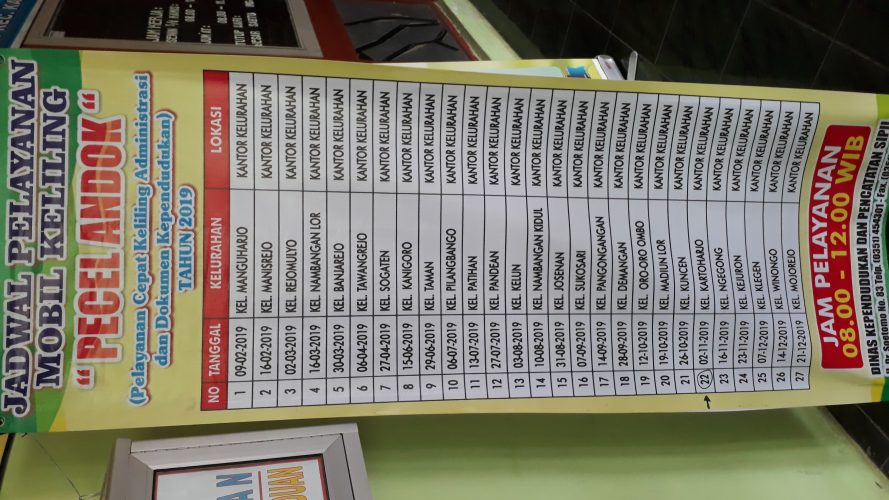 JADWAL PELAYANAN
MOBIL KELILING
"PECELANDOK"
(Pelayanan Cepat Keliling Administrasi
dan Dokumen Kependudukan)
TAHUN 2019
NO TANGGAL KELURAHAN LOKASI
1 09-02-2019 KEL. MANGUHARJO KANTOR KELURAHAN
2 16-02-2019 KEL. MANISREJO KANTOR KELURAHAN
3 02-03-2019 KEL. REJOMULYO KANTOR KELURAHAN
4 16-03-2019 KEL. NAMBANGAN LOR KANTOR KELURAHAN
5 30-03-2019 KEL. BANJAREJO KANTOR KELURAHAN
6 06-04-2019 KEL. TAWANGREJO KANTOR KELURAHAN
7 27-04-2019 KEL. SOGATEN KANTOR KELURAHAN
8 15-06-2019 KEL. KANIGORO KANTOR KELURAHAN
9 29-06-2019 KEL. TAMAN KANTOR KELURAHAN
10 06-07-2019 KEL. PILANGBANGO KANTOR KELURAHAN
11 13-07-2019 KEL. PATIHAN KANTOR KELURAHAN
12 27-07-2019 KEL. PANDEAN KANTOR KELURAHAN
13 03-08-2019 KEL. KELUN KANTOR KELURAHAN
14 10-08-2019 KEL. NAMBANGAN KIDUL KANTOR KELURAHAN
15 31-08-2019 KEL. JOSENAN KANTOR KELURAHAN
16 07-09-2019 KEL. SUKOSARI KANTOR KELURAHAN
17 14-09-2019 KEL. PANGONGANGAN KANTOR KELURAHAN
18 28-09-2019 KEL. DEMANGAN KANTOR KELURAHAN
19 12-10-2019 KEL. ORO-ORO OMBO KANTOR KELURAHAN
20 19-10-2019 KEL. MADIUN LOR KANTOR KELURAHAN
21 26-10-2019 KEL. KUNCEN KANTOR KELURAHAN
22 02-11-2019 KEL. KARTOHARJO KANTOR KELURAHAN
23 16-11-2019 KEL. NGEGONG KANTOR KELURAHAN
24 23-11-2019 KEL. KEJURON KANTOR KELURAHAN
25 07-12-2019 KEL. KLEGEN KANTOR KELURAHAN
26 14-12-2019 KEL. WINONGO KANTOR KELURAHAN
27 21-12-2019 KEL. MOJOREJO KANTOR KELURAHAN
JAM PELAYANAN
08.00 - 12.00 WIB
DINAS KEPENDUDUKAN DAN PENCATATAN SIPIL
No. 83 Telp. (0351) 454301 - Fax.